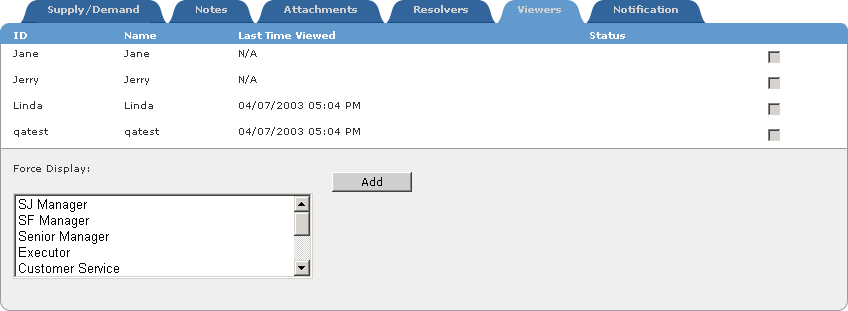 Supply/Demand Notes Attachments Resolvers Viewers Notification
ID Name Last Time Viewed Status
Jane Jane N/A
Jerry Jerry N/A
Linda Linda 04/07/2003 05:04 PM
qatest qatest 04/07/2003 05:04 PM
Force Display:
Add
SJ Manager
SF Manager
Senior Manager
Executor
Customer Service